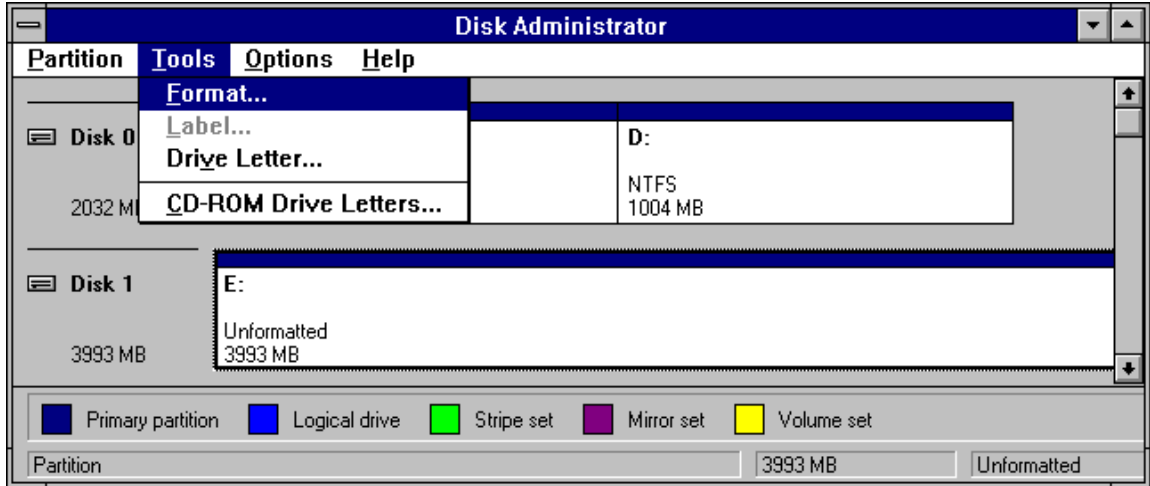 Disk Administrator
Partition Tools Options Help
Format...
Label...
Drive Letter...
CD-ROM Drive Letters...
Disk 0
2032 M
D:
NTFS
1004 MB
Disk 1
3993 MB
E:
Unformatted
3993 MB
Primary partition Logical drive Stripe set Mirror set Volume set
Partition 3993 MB Unformatted